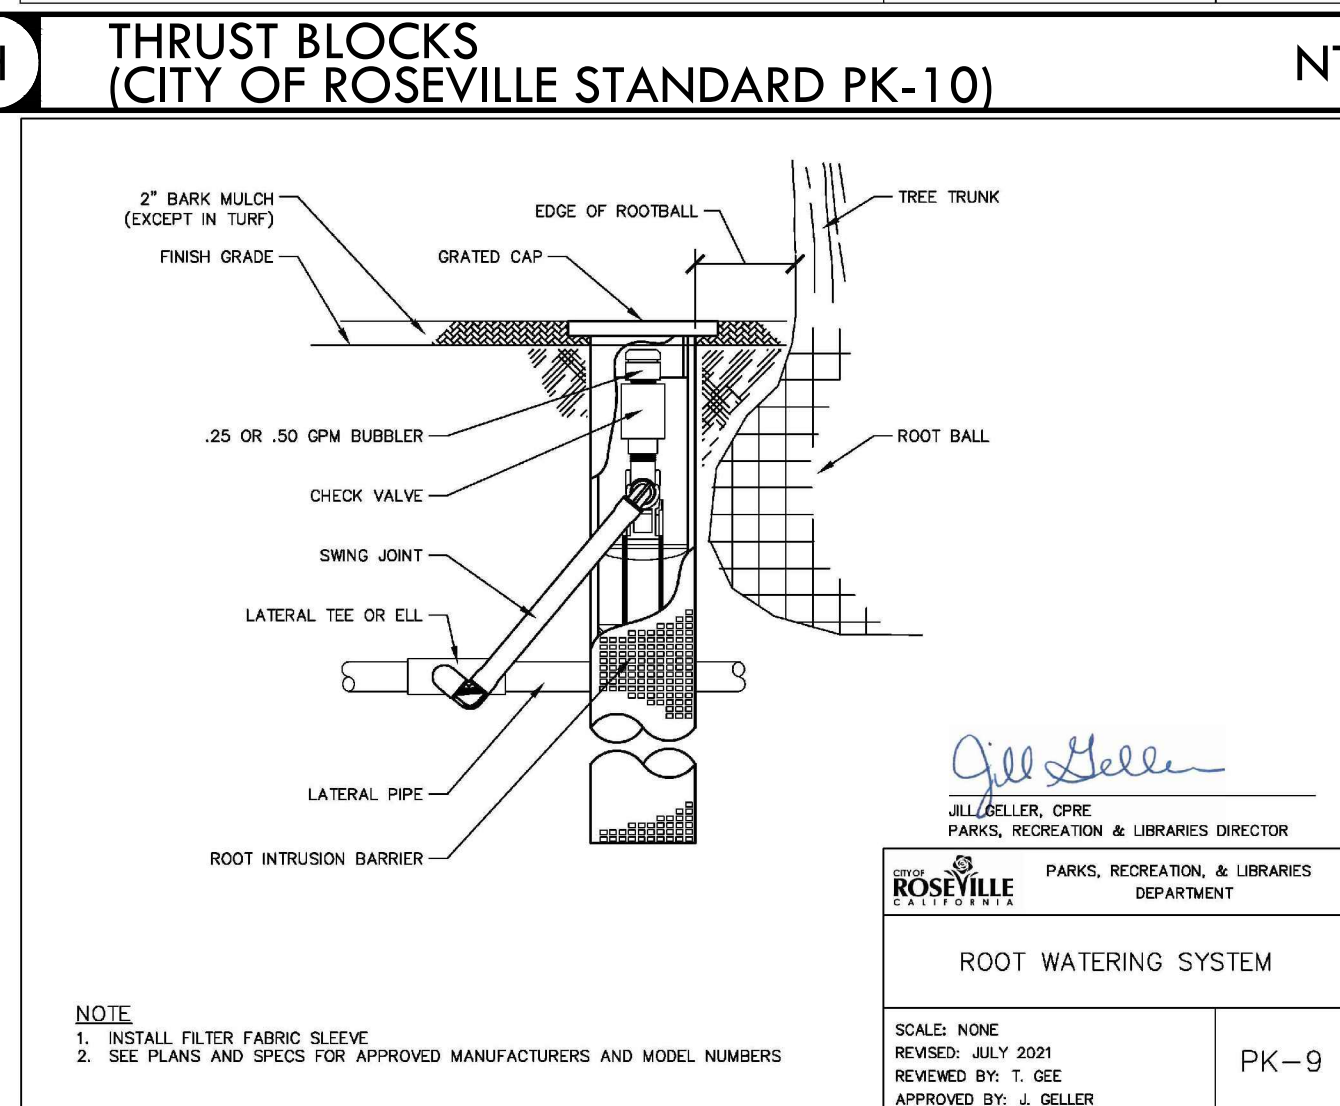 THRUST BLOCKS
(CITY OF ROSEVILLE STANDARD PK-10)
2" BARK MULCH
(EXCEPT IN TURF)
FINISH GRADE
GRATED CAP
EDGE OF ROOTBALL
TREE TRUNK
.25 OR .50 GPM BUBBLER
ROOT BALL
CHECK VALVE
SWING JOINT
LATERAL TEE OR ELL
LATERAL PIPE
ROOT INTRUSION BARRIER
Jill Geller
JILL GELLER, CPRE
PARKS, RECREATION & LIBRARIES DIRECTOR
CITY OF
ROSEVILLE
CALIFORNIA
PARKS, RECREATION, & LIBRARIES
DEPARTMENT
ROOT WATERING SYSTEM
NOTE
1. INSTALL FILTER FABRIC SLEEVE
2. SEE PLANS AND SPECS FOR APPROVED MANUFACTURERS AND MODEL NUMBERS
SCALE: NONE
REVISED: JULY 2021
REVIEWED BY: T. GEE
APPROVED BY: J. GELLER
PK-9